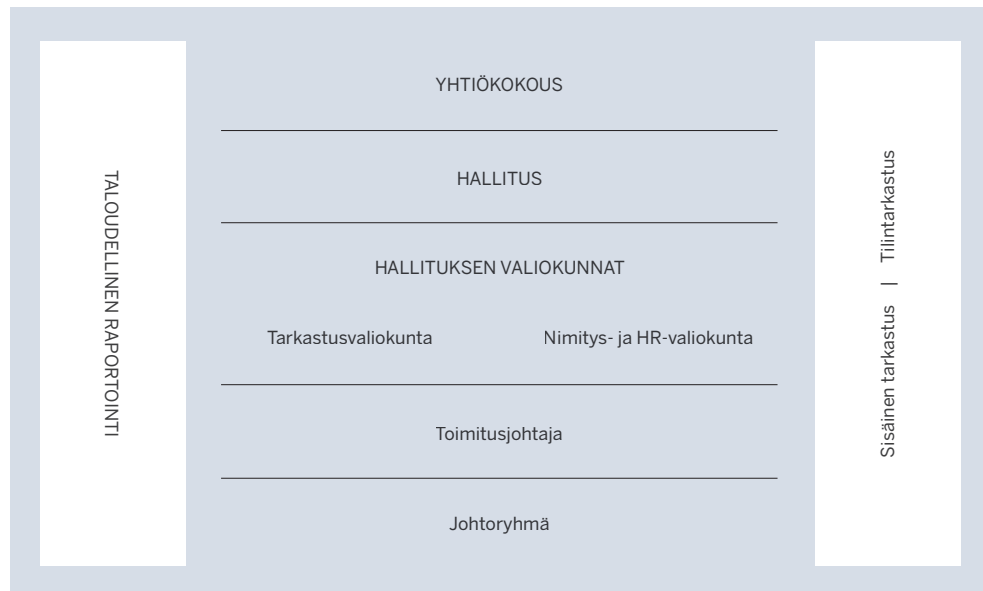 TALOUDELLINEN RAPORTOINTI
YHTIÖKOKOUS
HALLITUS
HALLITUKSEN VALIOKUNNAT
Tarkastusvaliokunta
Nimitys- ja HR-valiokunta
Toimitusjohtaja
Johtoryhmä
Sisäinen tarkastus | Tilintarkastus